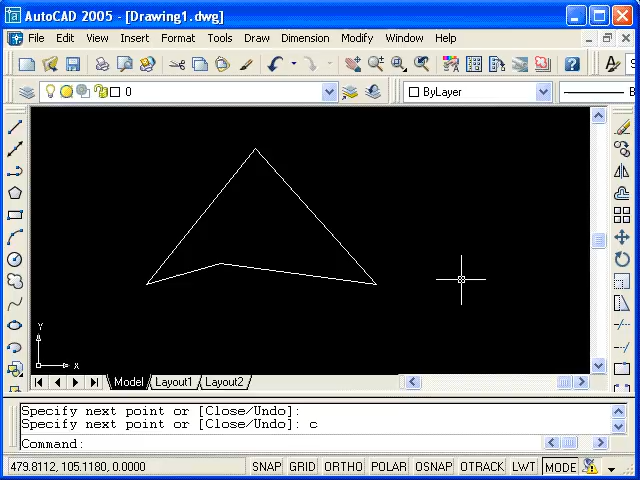 AutoCAD 2005 - [Drawing1.dwg]
File Edit View Insert Format Tools Draw Dimension Modify Window Help
0 ByLayer
Y
X
Model Layout1 Layout2
Specify next point or [Close/Undo]:
Specify next point or [Close/Undo]: c
Command:
479.8112, 105.1180, 0.0000 SNAP GRID ORTHO POLAR OSNAP OTRACK LWT MODE